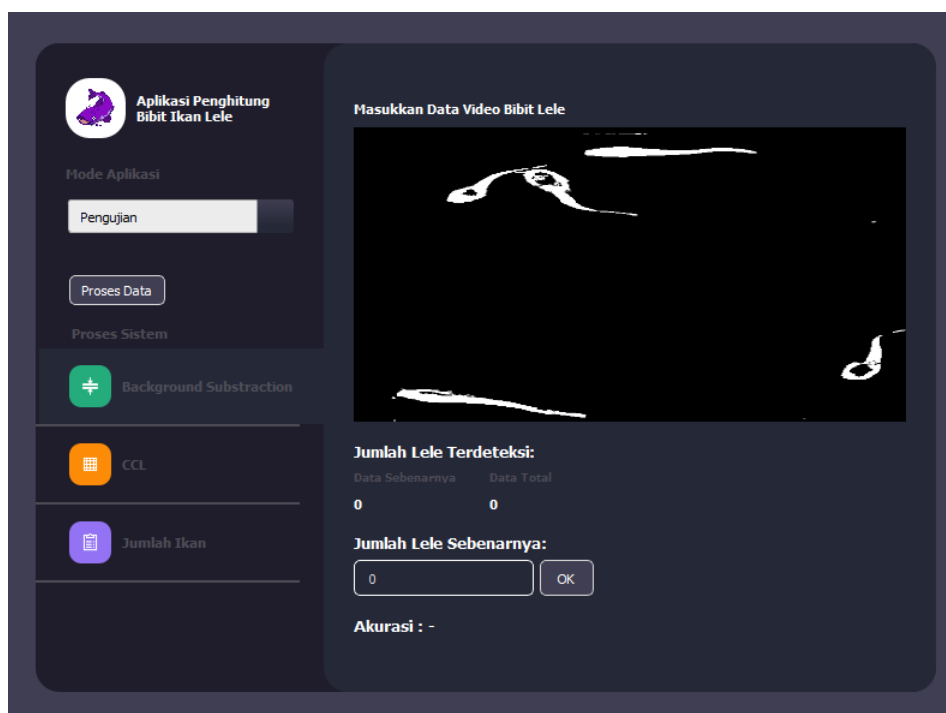 Aplikasi Penghitung
Bibit Ikan Lele
Mode Aplikasi
Pengujian
Proses Data
Proses Sistem
Background Substraction
CCL
Jumlah Ikan
Masukkan Data Video Bibit Lele
Jumlah Lele Terdeteksi:
Data Sebenarnya Data Total
0 0
Jumlah Lele Sebenarnya:
0 OK
Akurasi : -